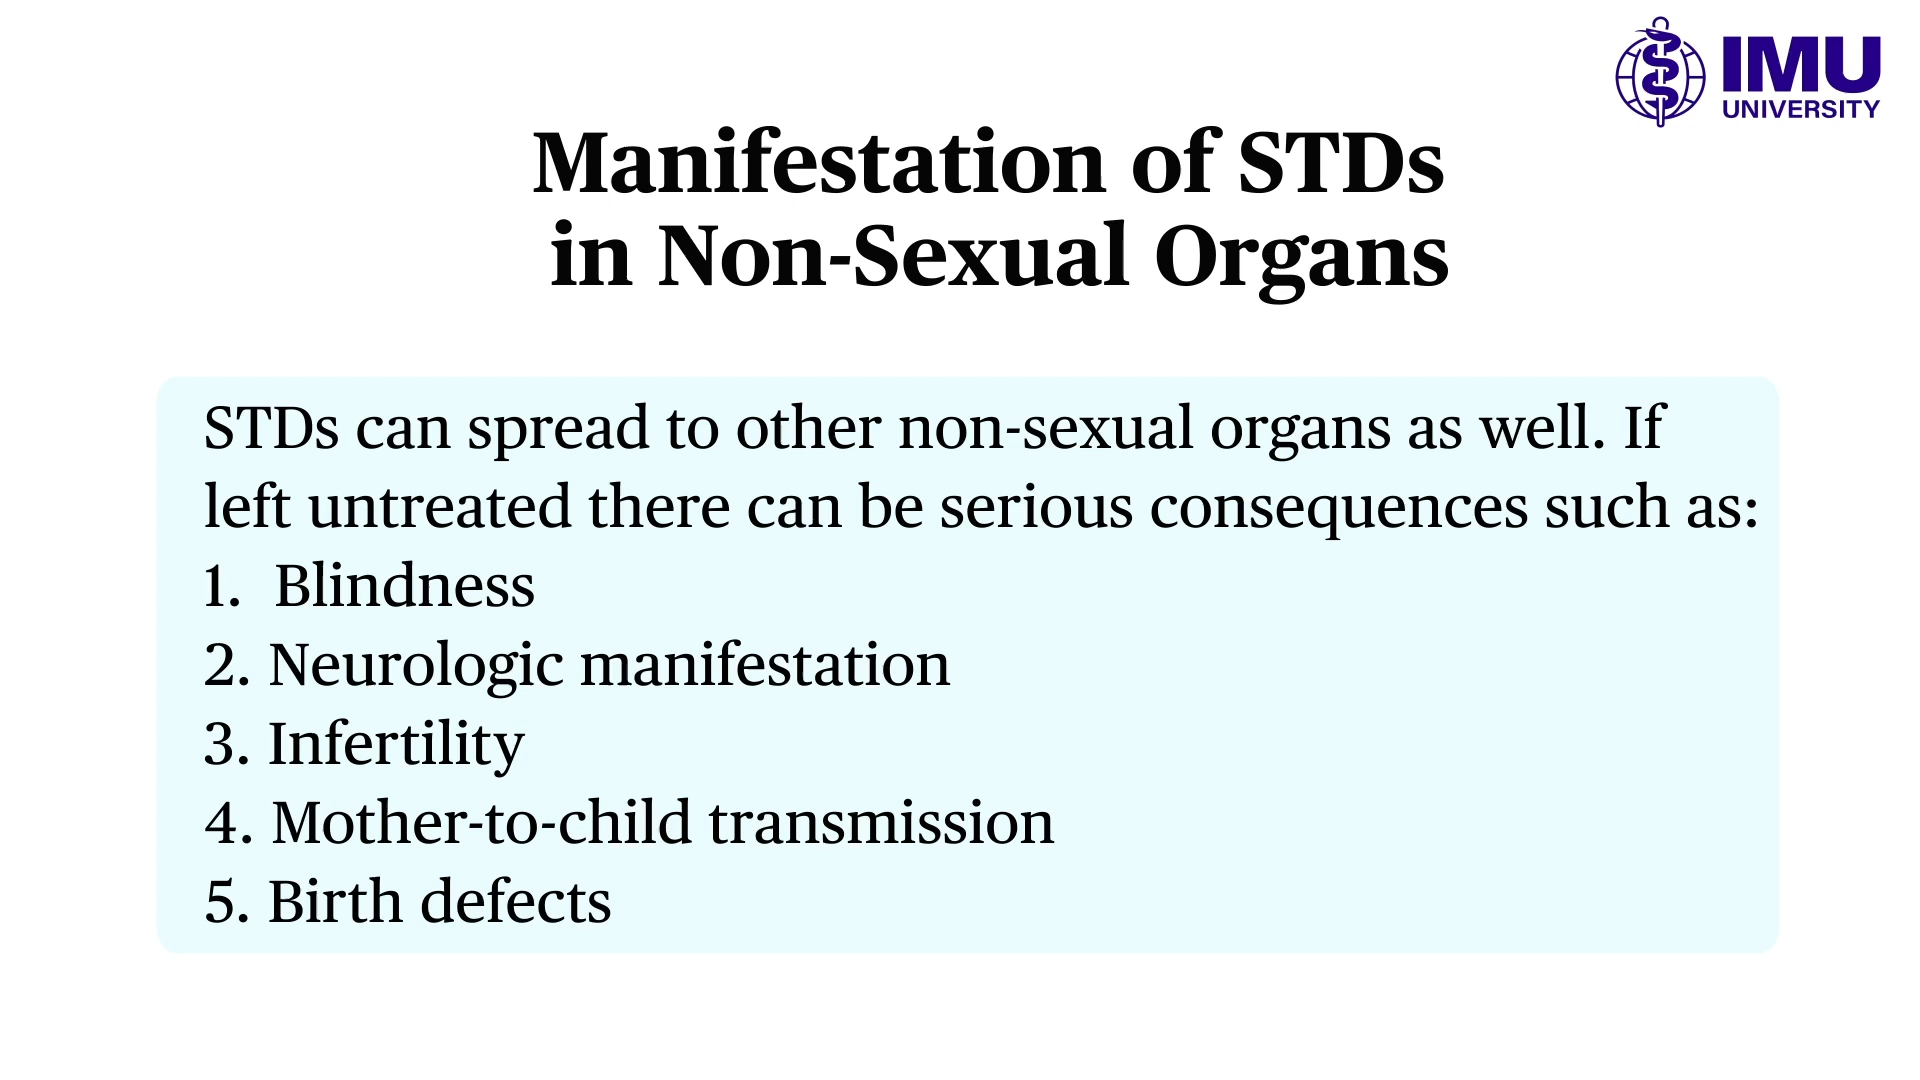 IMU
UNIVERSITY
Manifestation of STDs
in Non-Sexual Organs
STDs can spread to other non-sexual organs as well. If
left untreated there can be serious consequences such as:
1. Blindness
2. Neurologic manifestation
3. Infertility
4. Mother-to-child transmission
5. Birth defects